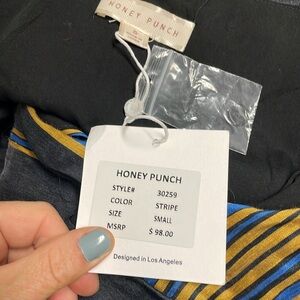 HONEY PUNCH
S
HONEY PUNCH
STYLE# 30259
COLOR STRIPE
SIZE SMALL
MSRP $ 98.00
Designed in Los Angeles